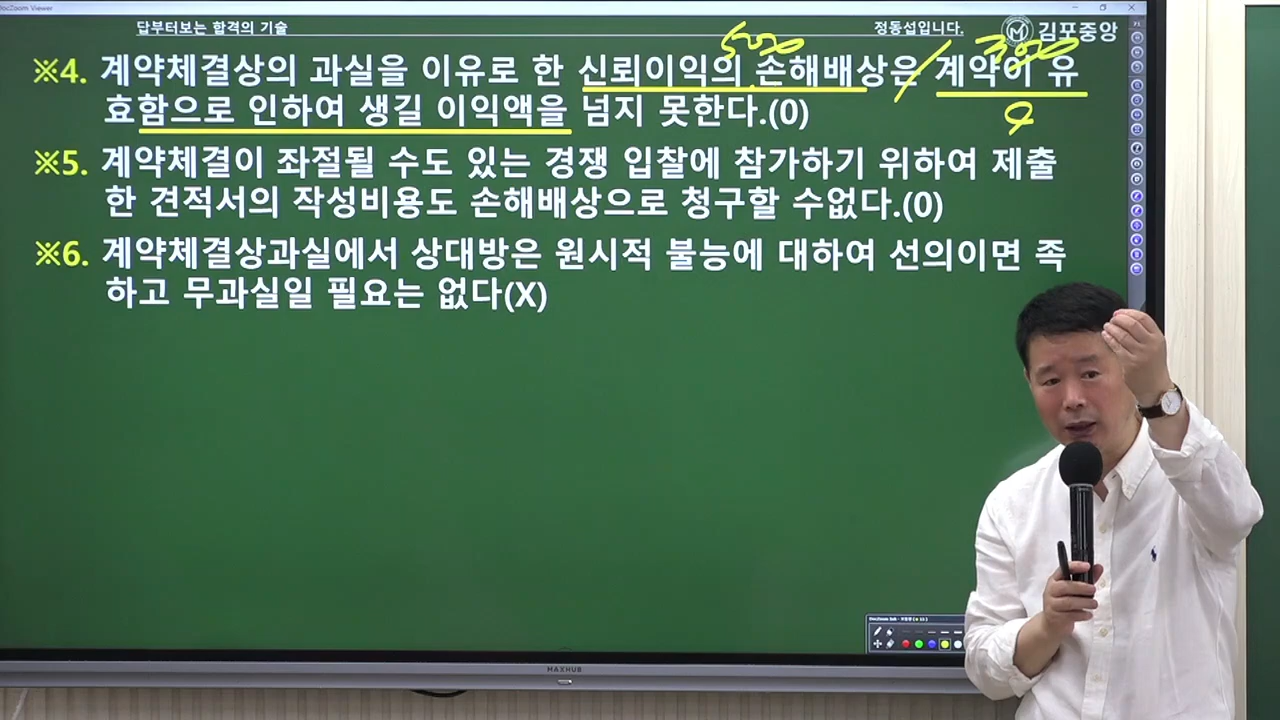 DocZoom Viewer
답부터보는 합격의 기술
정동섭입니다.
김포중앙
500
300
※4. 계약체결상의 과실을 이유로 한 신뢰이익의 손해배상은 계약이 유
효함으로 인하여 생길 이익액을 넘지 못한다.(0)
※5. 계약체결이 좌절될 수도 있는 경쟁 입찰에 참가하기 위하여 제출
한 견적서의 작성비용도 손해배상으로 청구할 수없다.(0)
※6. 계약체결상과실에서 상대방은 원시적 불능에 대하여 선의이면 족
하고 무과실일 필요는 없다(X)
MAXHUB